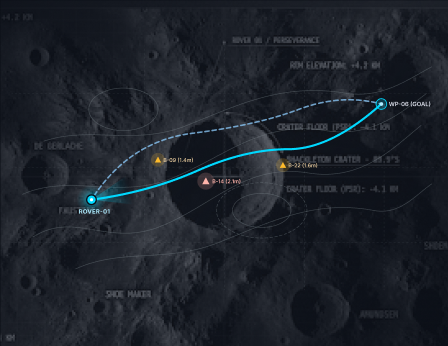 +4.2 KM
ROVER 01 / PERSEVERANCE
RIM ELEVATION: +4.2 KM
WP-06 (GOAL)
CENTER FLOOR (PSR): -4.1 KM
DE GERLACHE
B-09 (1.4m)
SHACKLETON CRATER - 89.9°S
B-22 (1.6m)
B-14 (2.1m)
CRATER FLOOR (PSR): -4.1 KM
ROVER-01
SHOE MAKER
AMUNDSEN
KM